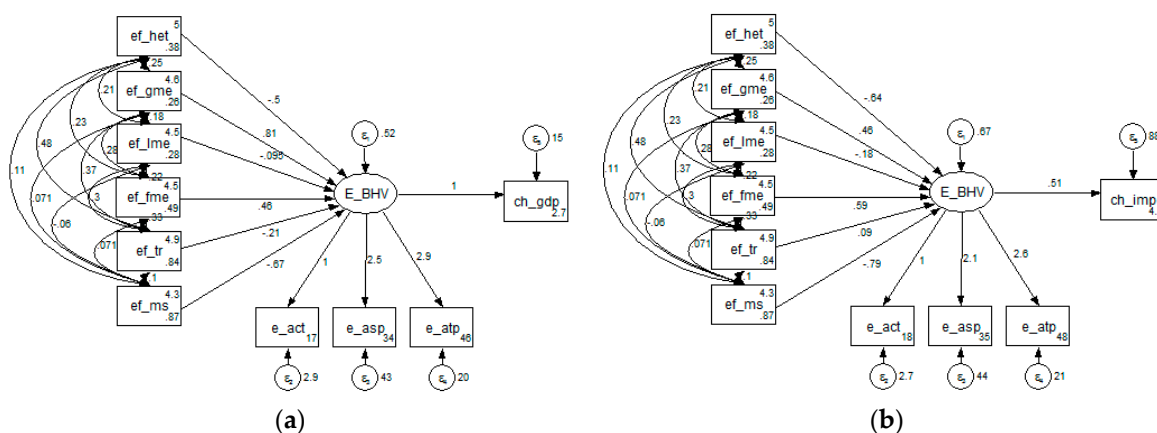 5
ef_het
.38
.25
4.6
ef_gme
.26
.21
.18
4.5
ef_lme
.28
.23
.28
.48
.22
4.5
ef_fme
.49
.37
.11
.3
.33
.071
4.9
ef_tr
.84
-.06
.071
.1
4.3
ef_ms
.87
-.5
.81
-.095
.46
-.21
-.67
ε₁ .52
E_BHV
1
ε₅ 15
ch_gdp
2.7
1
2.5
2.9
e_act
17
e_asp
34
e_atp
46
ε₂ 2.9
ε₃ 43
ε₄ 20
(a)
5
ef_het
.38
.25
4.6
ef_gme
.26
.21
.18
4.5
ef_lme
.28
.23
.28
.48
.22
4.5
ef_fme
.49
.37
.11
.3
.33
.071
4.9
ef_tr
.84
-.06
.071
.1
4.3
ef_ms
.87
-.64
.46
-.18
.59
.09
-.79
ε₁ .67
E_BHV
.51
ε₅ 88
ch_imp
1
2.1
2.6
e_act
18
e_asp
35
e_atp
48
ε₂ 2.7
ε₃ 44
ε₄ 21
(b)